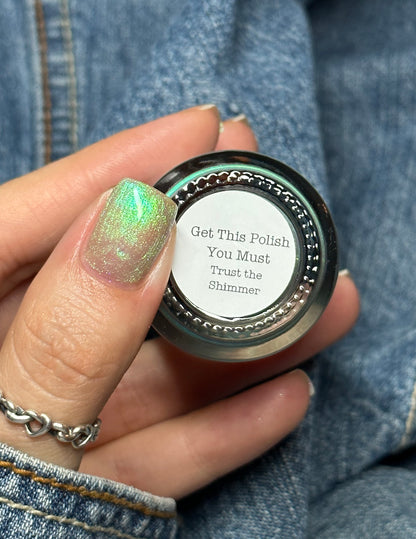 Get This Polish
You Must
Trust the
Shimmer